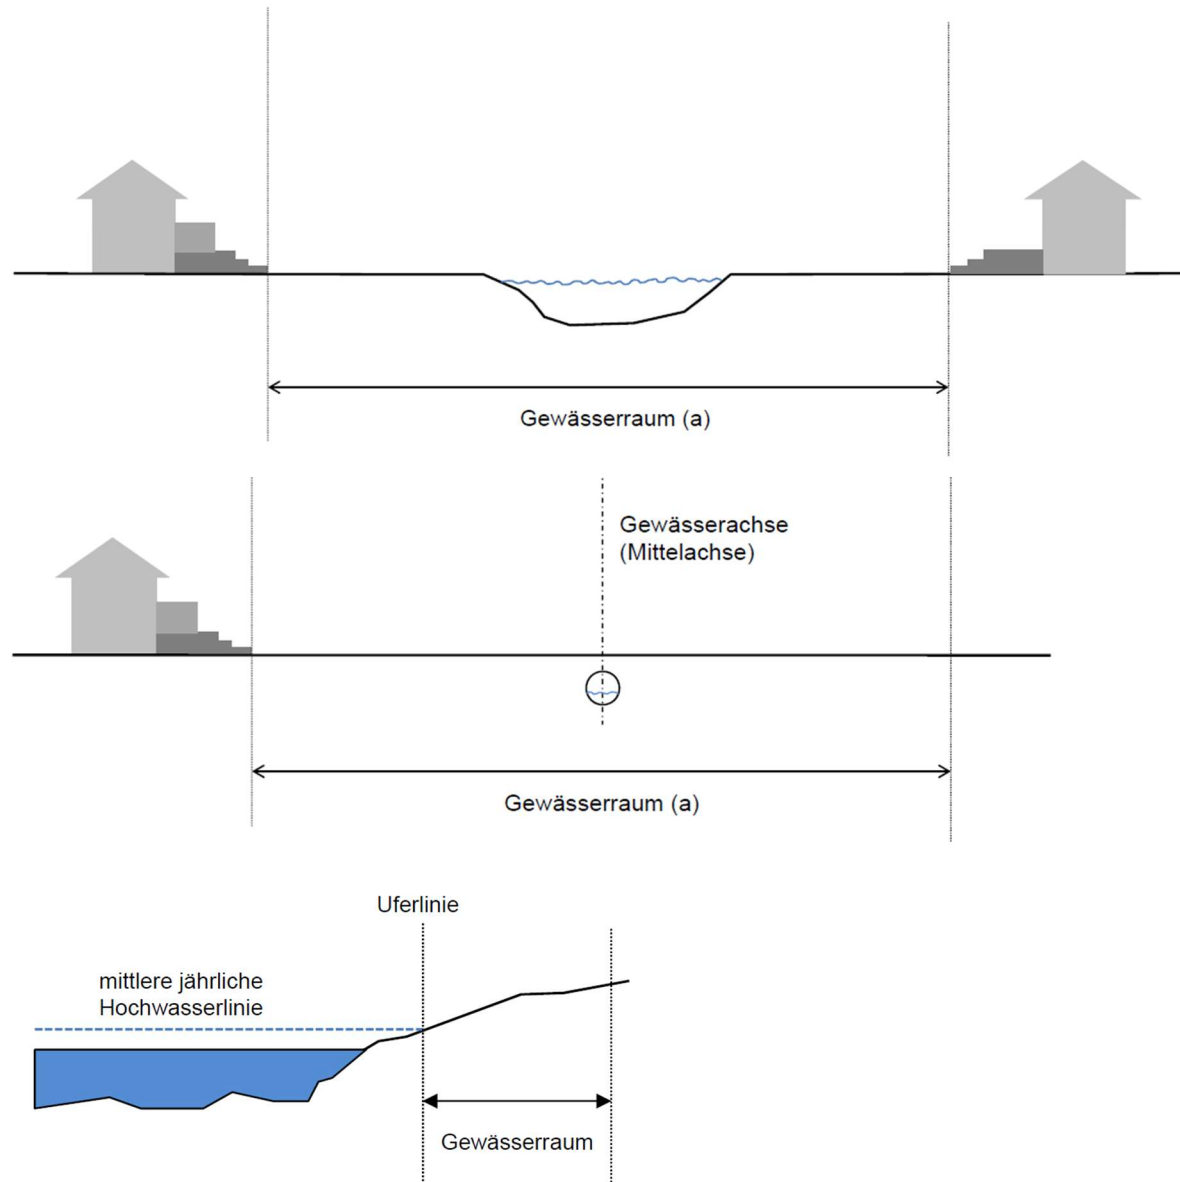 Gewässerraum (a)
Gewässerachse
(Mittelachse)
Gewässerraum (a)
Uferlinie
mittlere jährliche
Hochwasserlinie
Gewässerraum